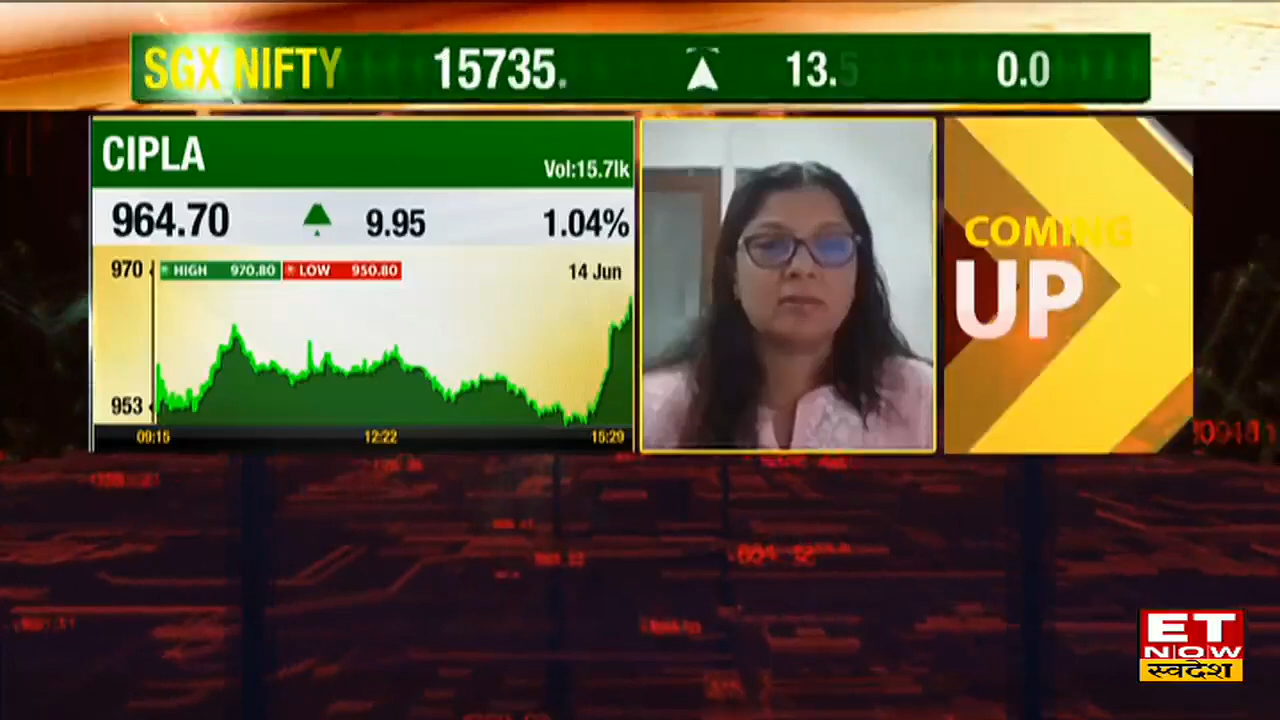 SGX NIFTY 15735. 13.5 0.0
CIPLA
Vol:15.7lk
964.70 9.95 1.04%
970 HIGH 970.80 LOW 950.80 14 Jun
953
09:15 12:22 15:29
COMING
UP
ET
NOW
स्वदेश